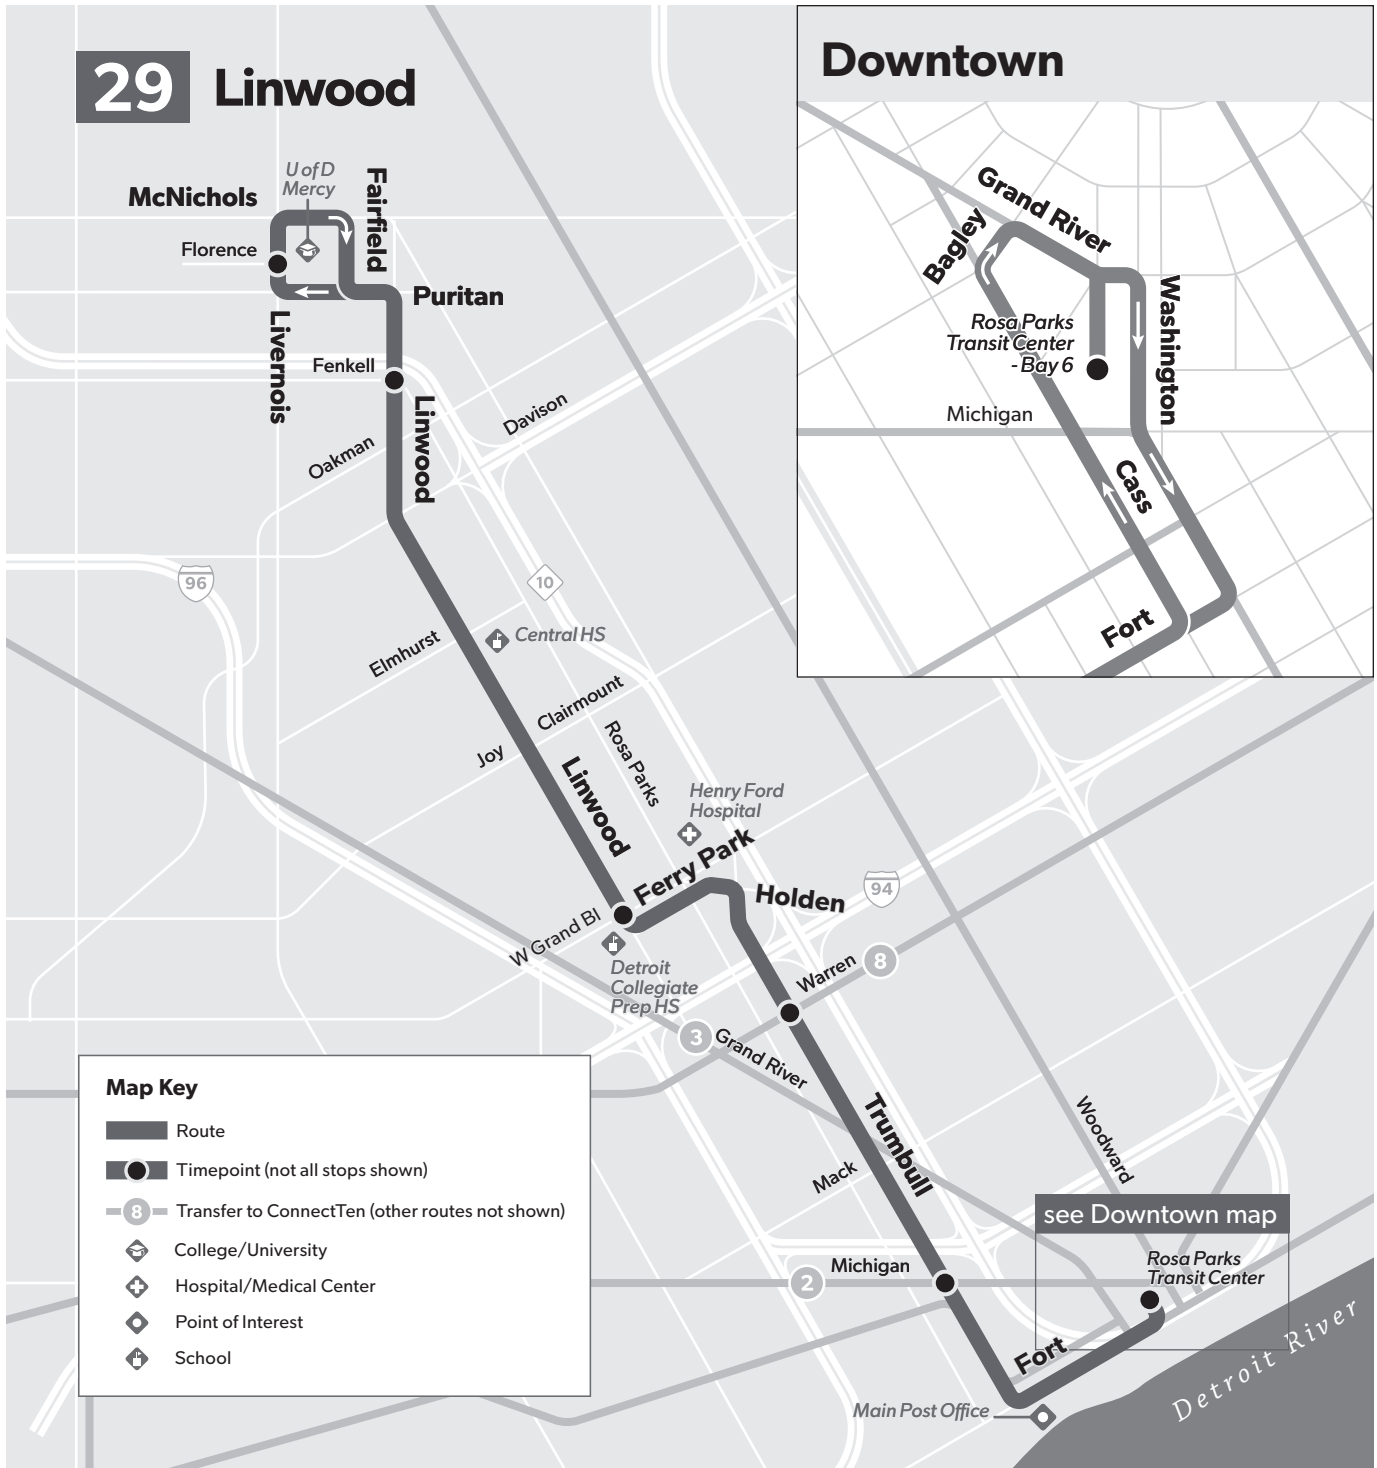 29 Linwood
Downtown
U of D
Mercy
McNichols
Fairfield
Florence
Puritan
Livernois
Fenkell
Linwood
Davison
Oakman
96
10
Central HS
Elmhurst
Clairmount
Joy
Rosa Parks
Linwood
Henry Ford
Hospital
Ferry Park
Holden
94
W Grand Bl
Detroit
Collegiate
Prep HS
Warren
8
3
Grand River
Trumbull
Mack
Woodward
Michigan
2
see Downtown map
Rosa Parks
Transit Center
Fort
Main Post Office
Detroit River
Grand River
Bagley
Washington
Rosa Parks
Transit Center
- Bay 6
Michigan
Cass
Fort
Map Key
Route
Timepoint (not all stops shown)
8 Transfer to ConnectTen (other routes not shown)
College/University
Hospital/Medical Center
Point of Interest
School